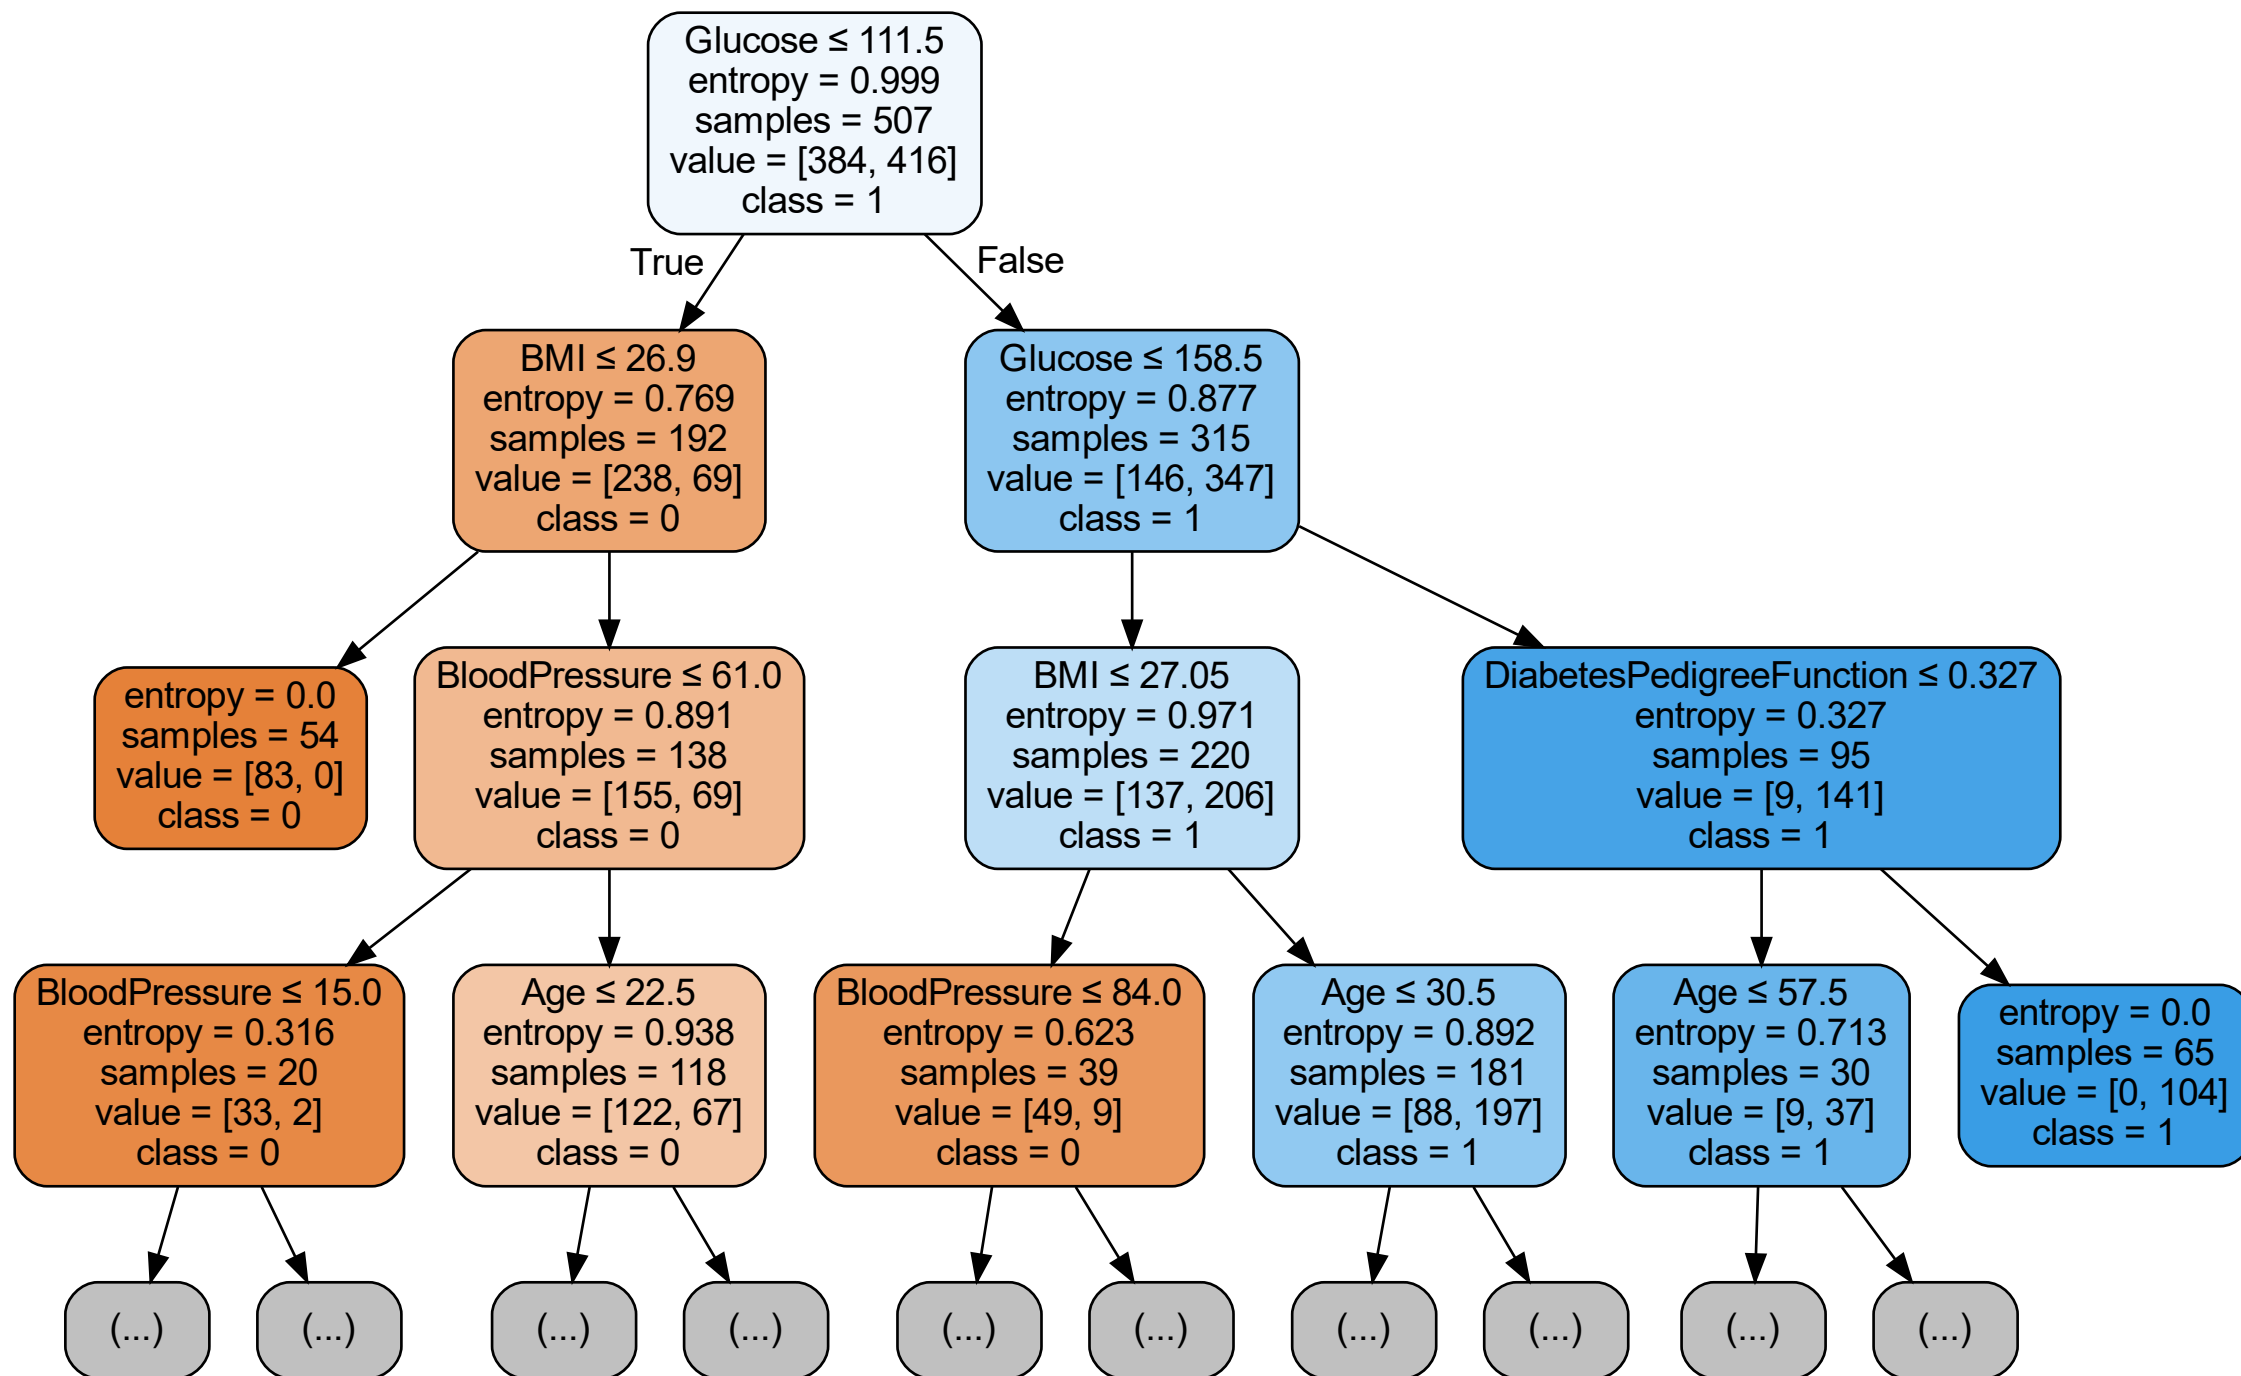 Glucose ≤ 111.5
entropy = 0.999
samples = 507
value = [384, 416]
class = 1
True
False
BMI ≤ 26.9
entropy = 0.769
samples = 192
value = [238, 69]
class = 0
Glucose ≤ 158.5
entropy = 0.877
samples = 315
value = [146, 347]
class = 1
entropy = 0.0
samples = 54
value = [83, 0]
class = 0
BloodPressure ≤ 61.0
entropy = 0.891
samples = 138
value = [155, 69]
class = 0
BMI ≤ 27.05
entropy = 0.971
samples = 220
value = [137, 206]
class = 1
DiabetesPedigreeFunction ≤ 0.327
entropy = 0.327
samples = 95
value = [9, 141]
class = 1
BloodPressure ≤ 15.0
entropy = 0.316
samples = 20
value = [33, 2]
class = 0
Age ≤ 22.5
entropy = 0.938
samples = 118
value = [122, 67]
class = 0
BloodPressure ≤ 84.0
entropy = 0.623
samples = 39
value = [49, 9]
class = 0
Age ≤ 30.5
entropy = 0.892
samples = 181
value = [88, 197]
class = 1
Age ≤ 57.5
entropy = 0.713
samples = 30
value = [9, 37]
class = 1
entropy = 0.0
samples = 65
value = [0, 104]
class = 1
(...)
(...)
(...)
(...)
(...)
(...)
(...)
(...)
(...)
(...)